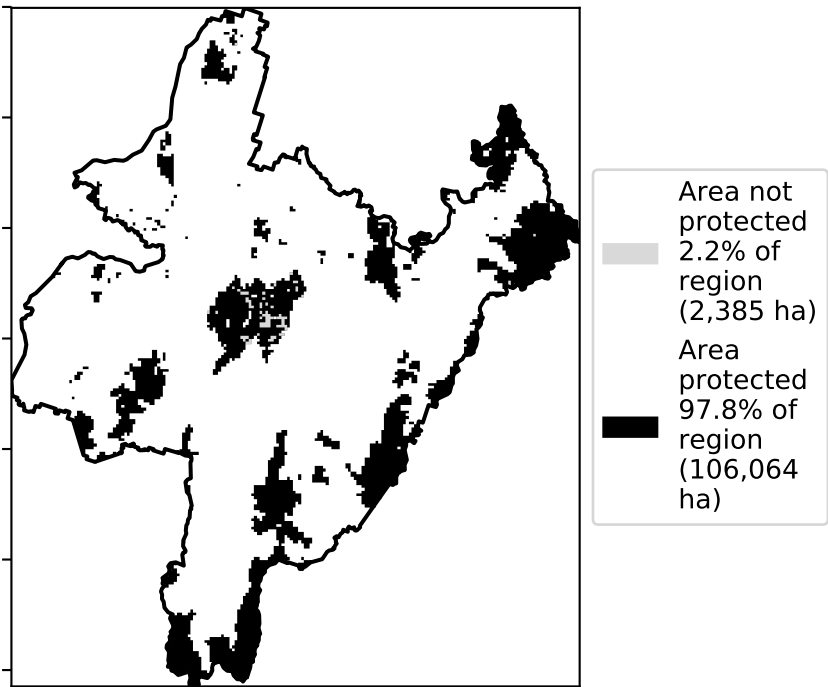 Area not
protected
2.2% of
region
(2,385 ha)
Area
protected
97.8% of
region
(106,064
ha)